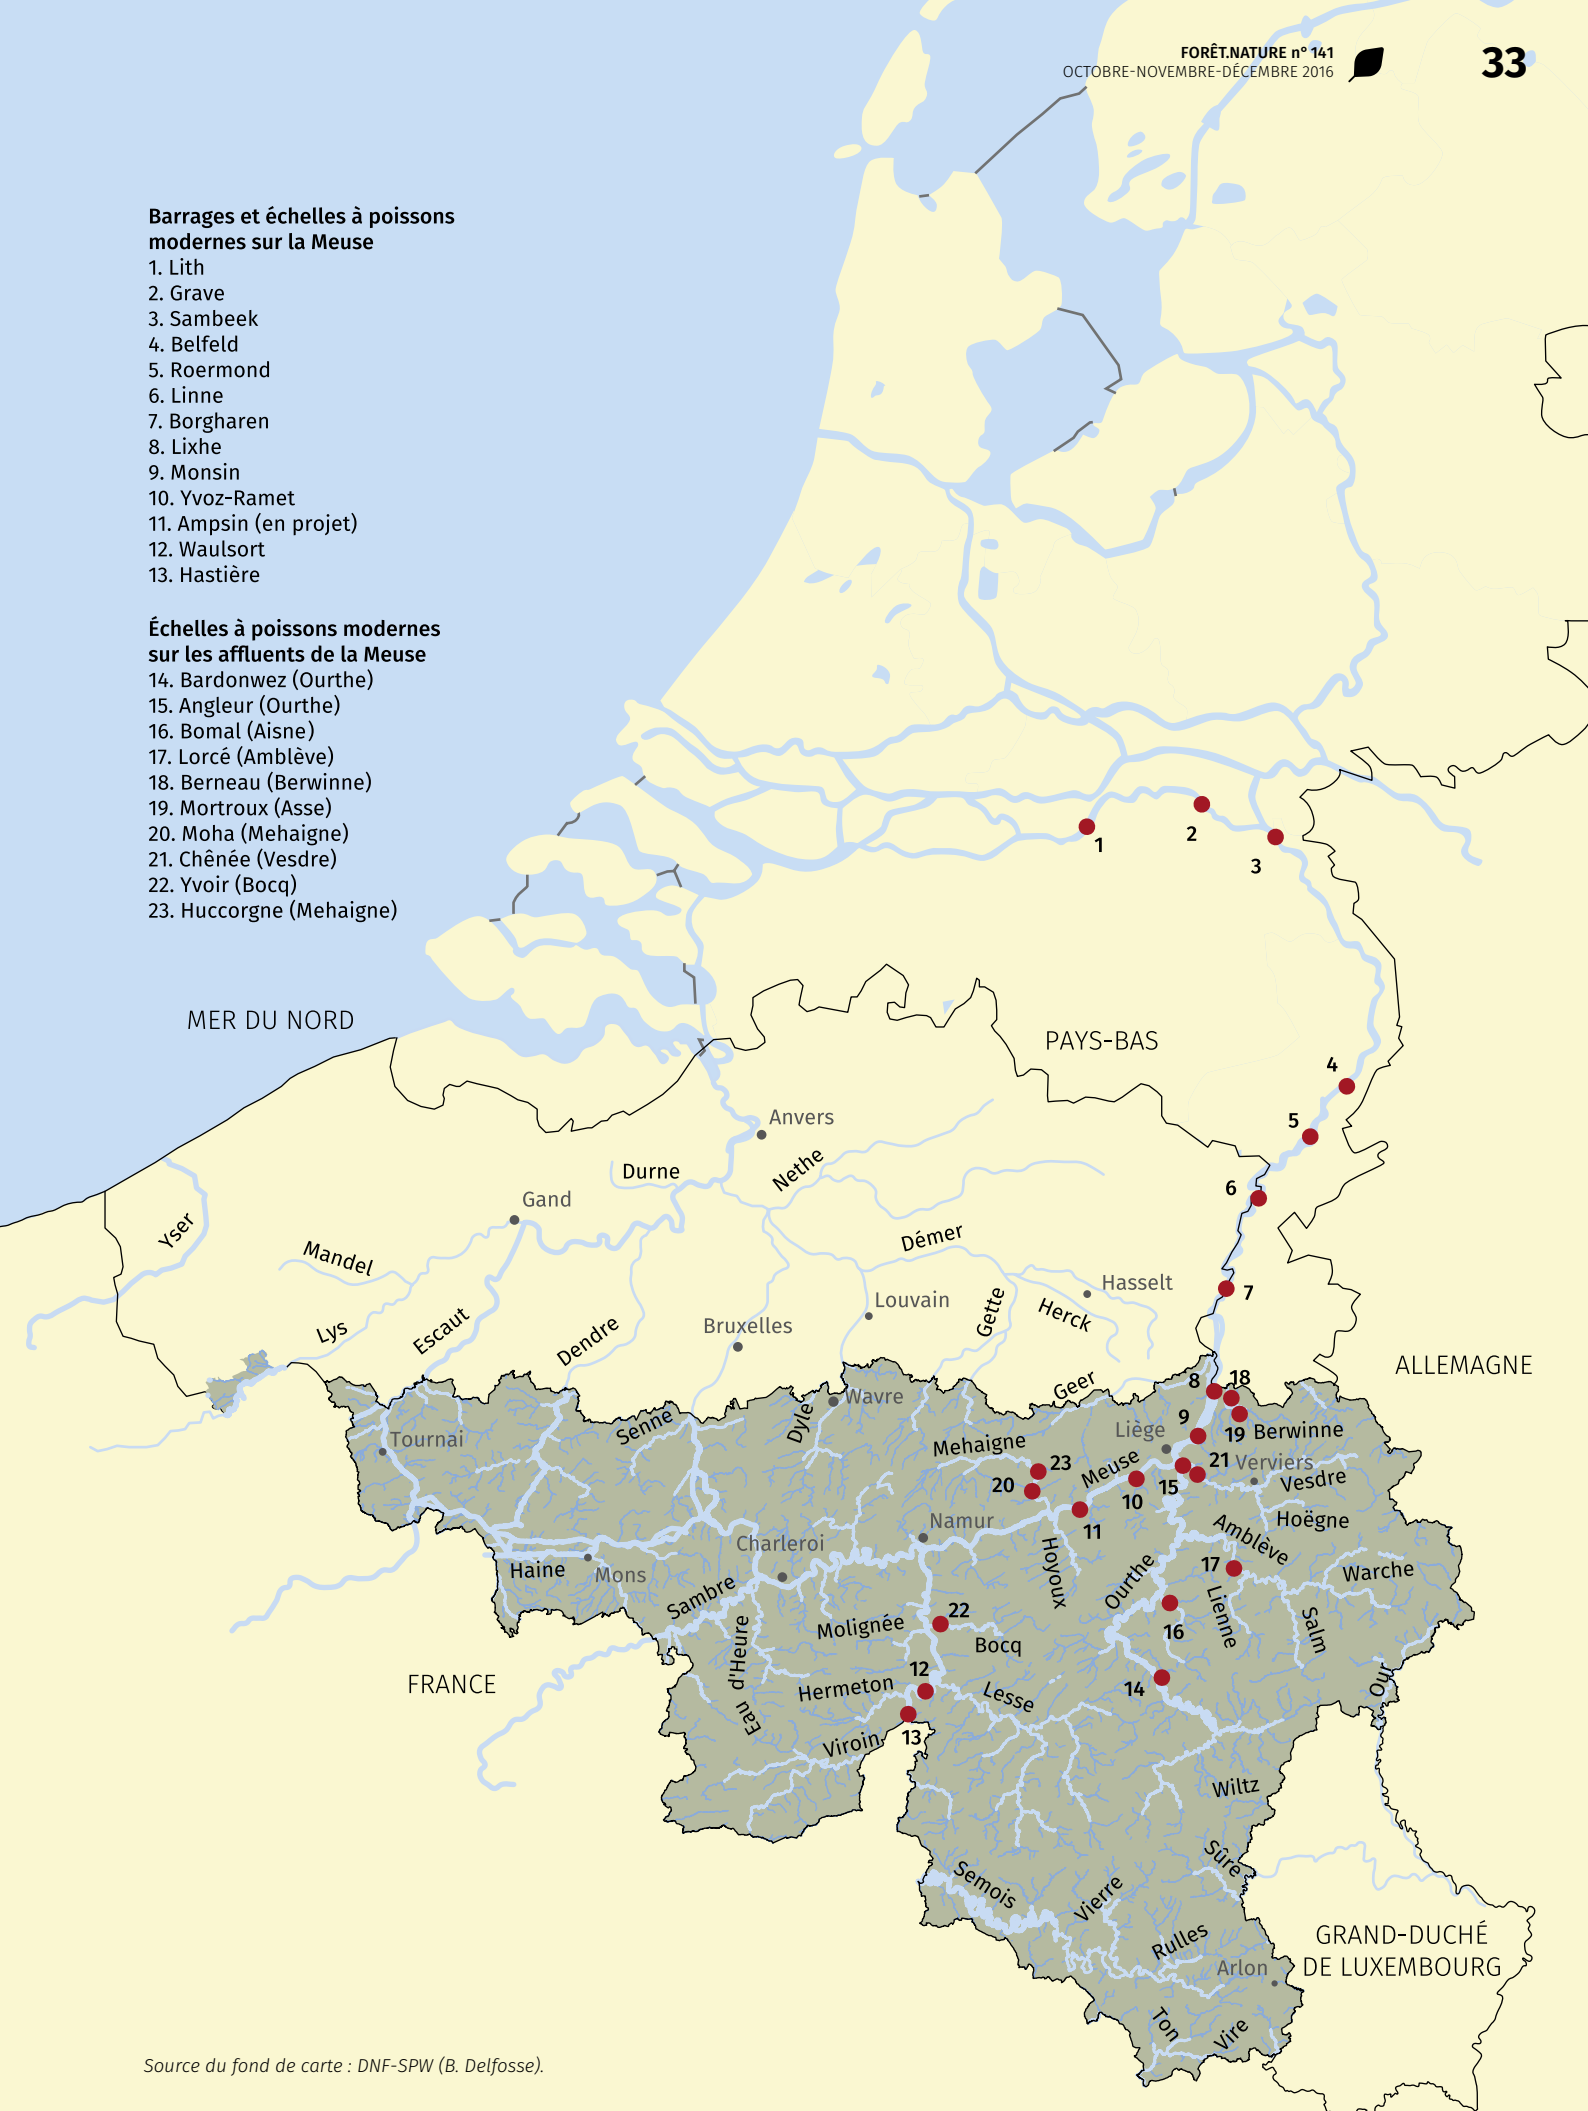 FORÊT.NATURE n° 141
OCTOBRE-NOVEMBRE-DÉCEMBRE 2016
33
Barrages et échelles à poissons
modernes sur la Meuse
1. Lith
2. Grave
3. Sambeek
4. Belfeld
5. Roermond
6. Linne
7. Borgharen
8. Lixhe
9. Monsin
10. Yvoz-Ramet
11. Ampsin (en projet)
12. Waulsort
13. Hastière
Échelles à poissons modernes
sur les affluents de la Meuse
14. Bardonwez (Ourthe)
15. Angleur (Ourthe)
16. Bomal (Aisne)
17. Lorcé (Amblève)
18. Berneau (Berwinne)
19. Mortroux (Asse)
20. Moha (Mehaigne)
21. Chênée (Vesdre)
22. Yvoir (Bocq)
23. Huccorgne (Mehaigne)
1
2
3
MER DU NORD
PAYS-BAS
4
5
Anvers
Durne
Nethe
6
Gand
Yser
Mandel
Démer
7
Hasselt
Louvain
Gette
Herck
Lys
Escaut
Dendre
Bruxelles
ALLEMAGNE
8
18
Geer
Wavre
Dyle
Senne
9
Liège
19
Berwinne
Tournai
Mehaigne
23
Meuse
21
Verviers
20
10
15
Vesdre
Namur
11
Hoëgne
Charleroi
Amblève
Haine
Mons
Hoyoux
17
Warche
Sambre
Ourthe
Lienne
22
Molignée
16
Salm
Bocq
Eau d'Heure
12
FRANCE
Hermeton
Lesse
14
Our
13
Viroin
Wiltz
Sûre
Semois
Vierre
Rulles
GRAND-DUCHÉ
DE LUXEMBOURG
Arlon
Ton
Vire
Source du fond de carte : DNF-SPW (B. Delfosse).